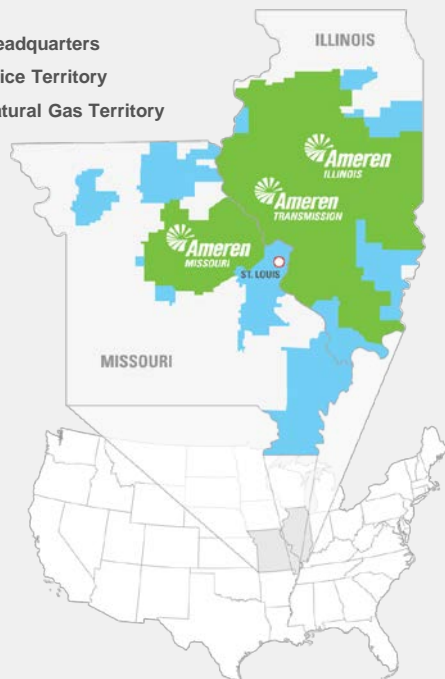 eadquarters
ice Territory
atural Gas Territory
ILLINOIS
Ameren
ILLINOIS
Ameren
TRANSMISSION
Ameren
MISSOURI
ST. LOUIS
MISSOURI